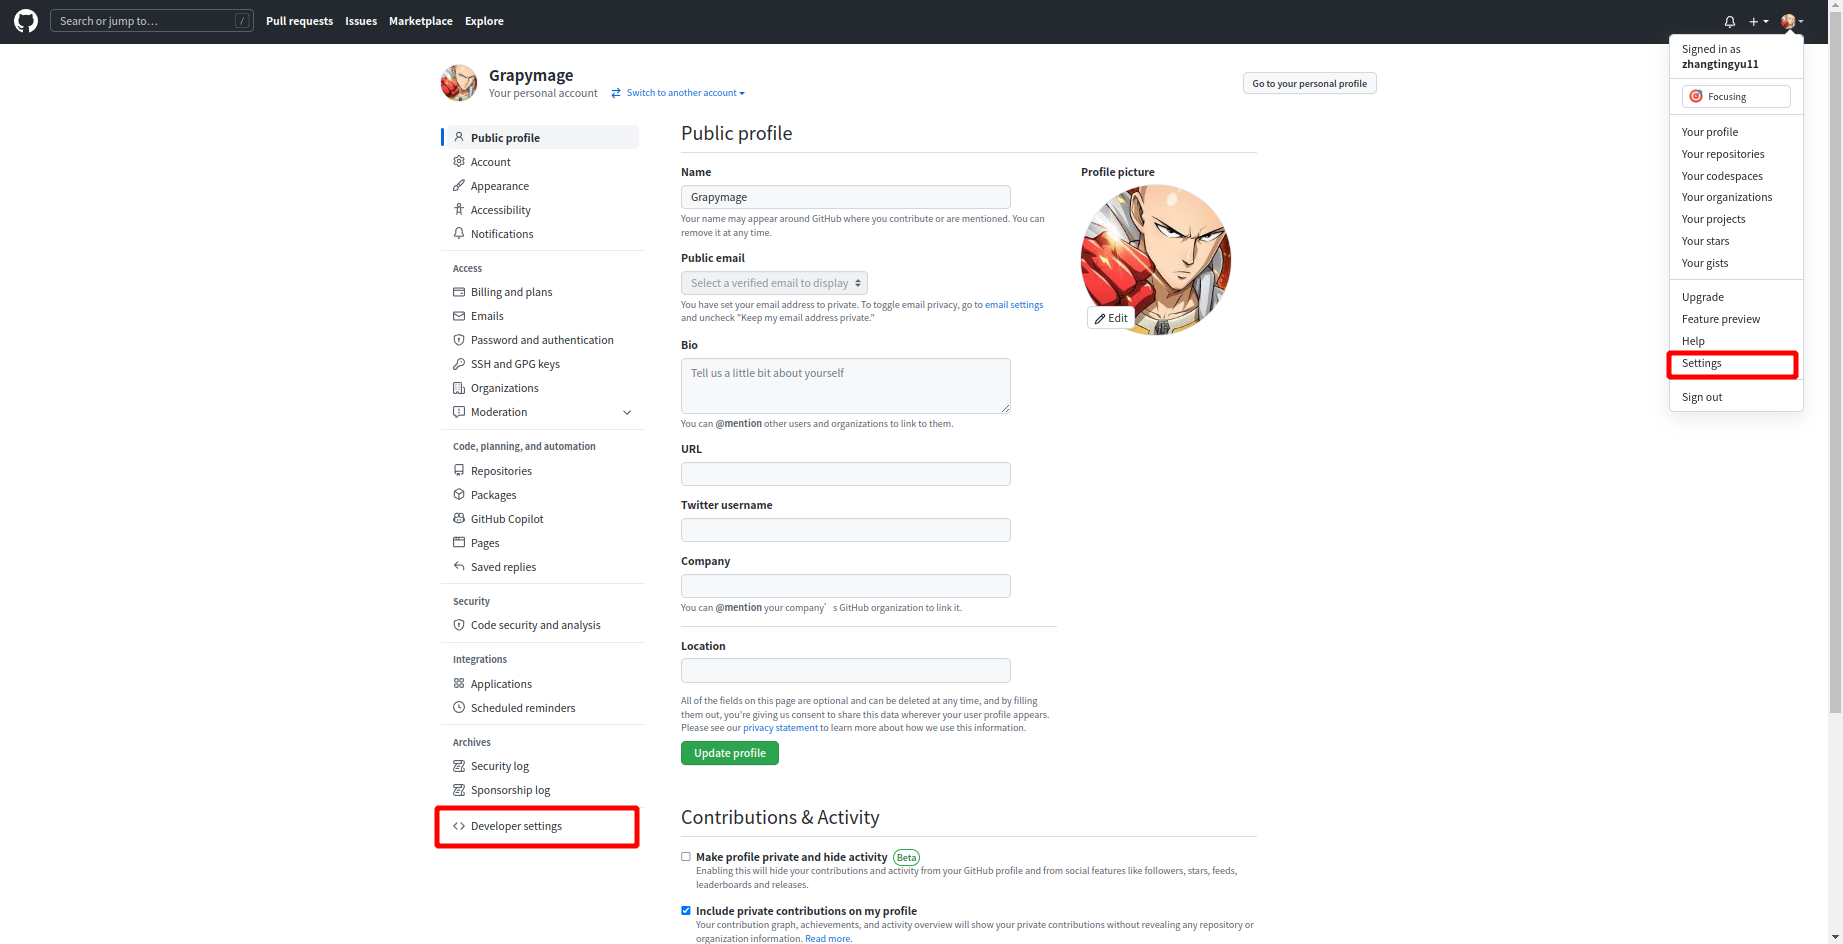 Search or jump to… /
Pull requests
Issues
Marketplace
Explore
Signed in as
zhangtingyu11
Focusing
Your profile
Your repositories
Your codespaces
Your organizations
Your projects
Your stars
Your gists
Upgrade
Feature preview
Help
Settings
Sign out
Grapymage
Your personal account
Switch to another account
Go to your personal profile
Public profile
Account
Appearance
Accessibility
Notifications
Access
Billing and plans
Emails
Password and authentication
SSH and GPG keys
Organizations
Moderation
Code, planning, and automation
Repositories
Packages
GitHub Copilot
Pages
Saved replies
Security
Code security and analysis
Integrations
Applications
Scheduled reminders
Archives
Security log
Sponsorship log
Developer settings
Public profile
Name
Grapymage
Your name may appear around GitHub where you contribute or are mentioned. You can
remove it at any time.
Public email
Select a verified email to display
You have set your email address to private. To toggle email privacy, go to email settings
and uncheck "Keep my email address private."
Bio
Tell us a little bit about yourself
You can @mention other users and organizations to link to them.
URL
Twitter username
Company
You can @mention your company’s GitHub organization to link it.
Location
All of the fields on this page are optional and can be deleted at any time, and by filling
them out, you're giving us consent to share this data wherever your user profile appears.
Please see our privacy statement to learn more about how we use this information.
Update profile
Profile picture
Edit
Contributions & Activity
Make profile private and hide activity Beta
Enabling this will hide your contributions and activity from your GitHub profile and from social features like followers, stars, feeds,
leaderboards and releases.
Include private contributions on my profile
Your contribution graph, achievements, and activity overview will show your private contributions without revealing any repository or
organization information. Read more.